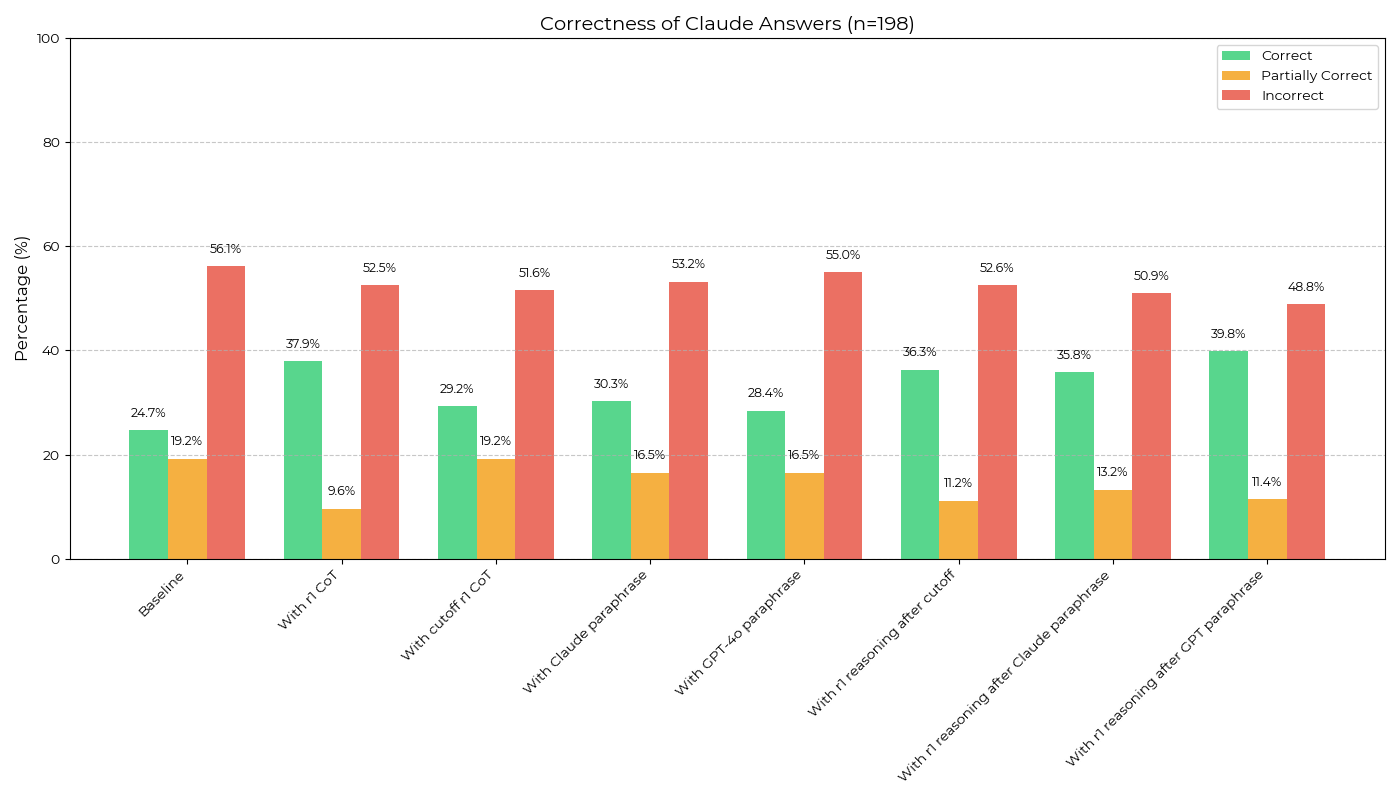 Correctness of Claude Answers (n=198)
Correct
Partially Correct
Incorrect
Percentage (%)
100
80
60
40
20
0
24.7%
19.2%
56.1%
37.9%
9.6%
52.5%
29.2%
19.2%
51.6%
30.3%
16.5%
53.2%
28.4%
16.5%
55.0%
36.3%
11.2%
52.6%
35.8%
13.2%
50.9%
39.8%
11.4%
48.8%
Baseline
With r1 CoT
With cutoff r1 CoT
With Claude paraphrase
With GPT-4o paraphrase
With r1 reasoning after cutoff
With r1 reasoning after Claude paraphrase
With r1 reasoning after GPT paraphrase